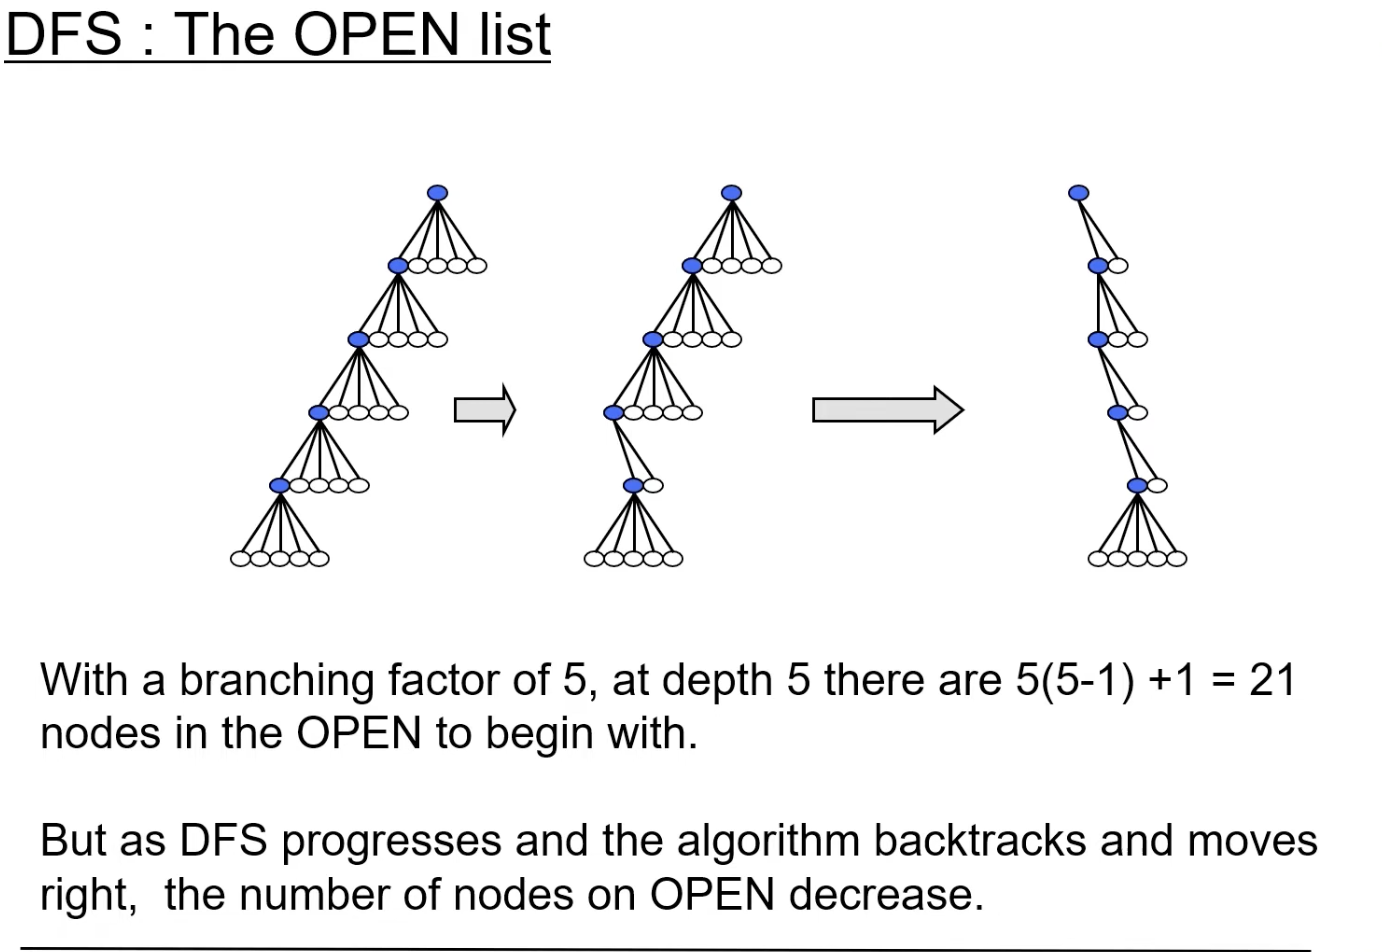 DFS : The OPEN list
With a branching factor of 5, at depth 5 there are 5(5-1) +1 = 21
nodes in the OPEN to begin with.
But as DFS progresses and the algorithm backtracks and moves
right,  the number of nodes on OPEN decrease.